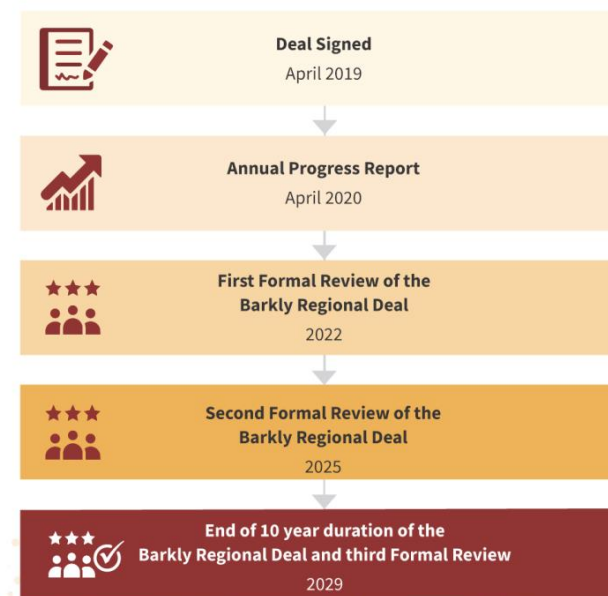 Deal Signed
April 2019
Annual Progress Report
April 2020
First Formal Review of the
Barkly Regional Deal
2022
Second Formal Review of the
Barkly Regional Deal
2025
End of 10 year duration of the
Barkly Regional Deal and third Formal Review
2029